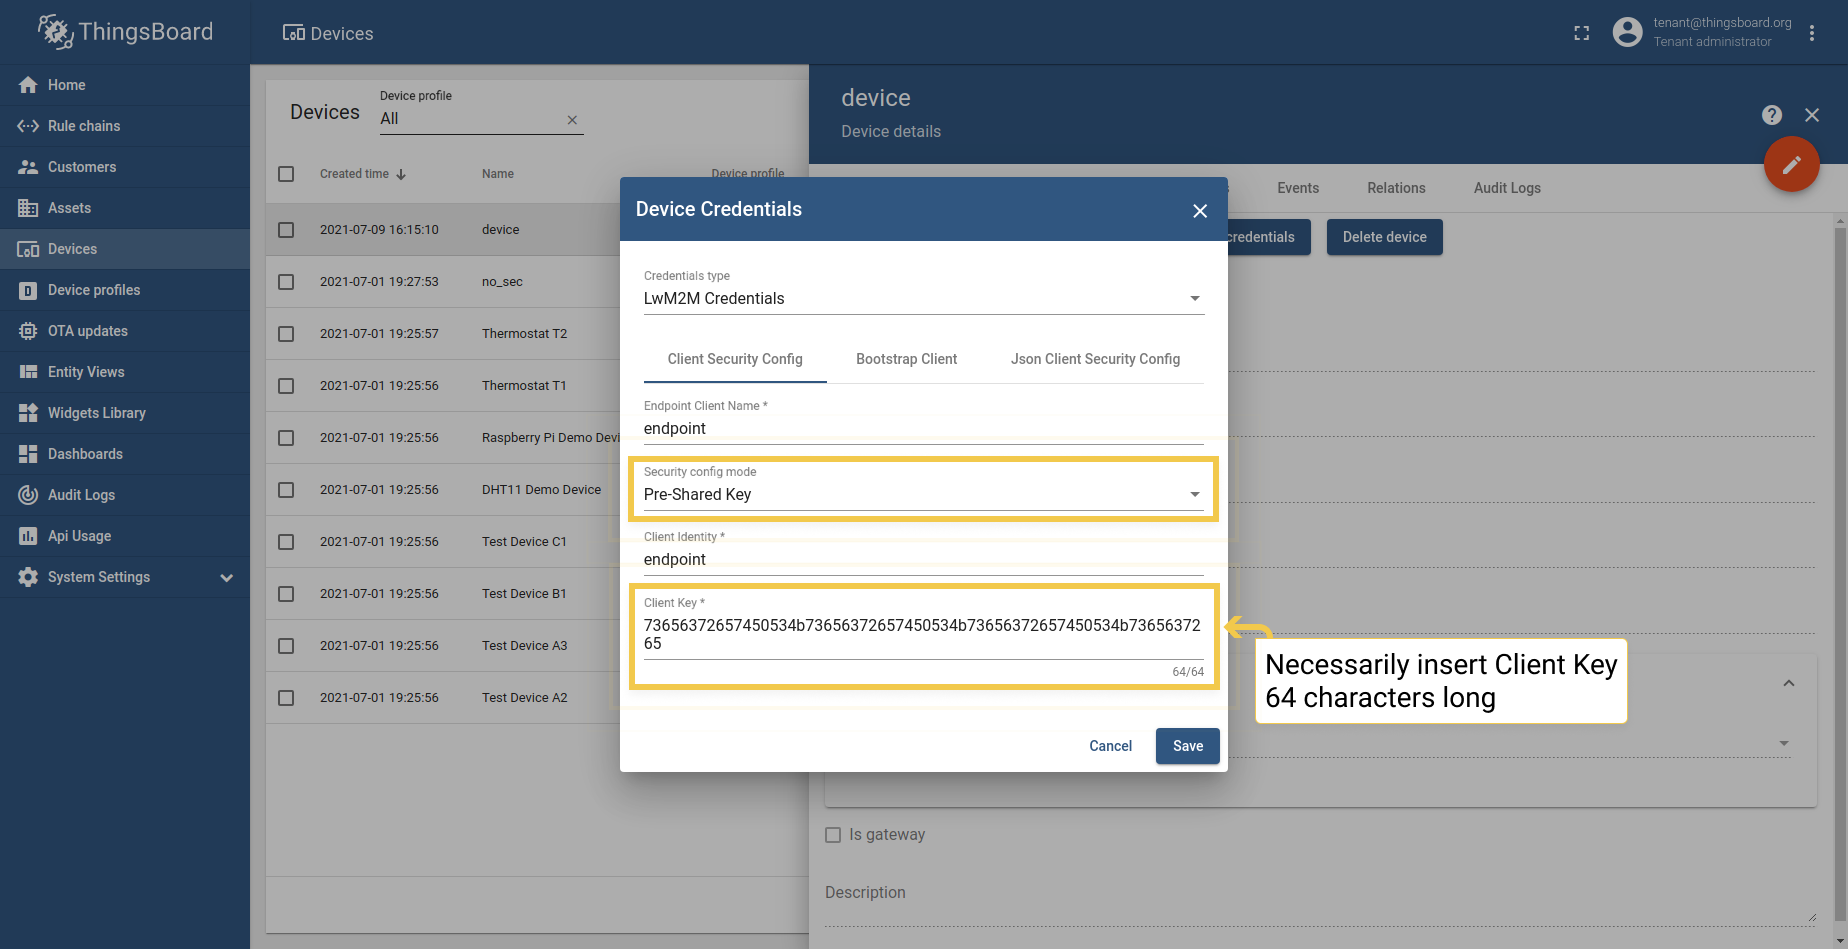 ThingsBoard
Devices
tenant@thingsboard.org
Tenant administrator
Home
Rule chains
Customers
Assets
Devices
Device profiles
OTA updates
Entity Views
Widgets Library
Dashboards
Audit Logs
Api Usage
System Settings
Devices
Device profile
All
Created time
Name
Device profile
2021-07-09 16:15:10 device
2021-07-01 19:27:53 no_sec
2021-07-01 19:25:57 Thermostat T2
2021-07-01 19:25:56 Thermostat T1
2021-07-01 19:25:56 Raspberry Pi Demo Devi
2021-07-01 19:25:56 DHT11 Demo Device
2021-07-01 19:25:56 Test Device C1
2021-07-01 19:25:56 Test Device B1
2021-07-01 19:25:56 Test Device A3
2021-07-01 19:25:56 Test Device A2
device
Device details
s
Events
Relations
Audit Logs
credentials
Delete device
Device Credentials
Credentials type
LwM2M Credentials
Client Security Config
Bootstrap Client
Json Client Security Config
Endpoint Client Name *
endpoint
Security config mode
Pre-Shared Key
Client Identity *
endpoint
Client Key *
73656372657450534b73656372657450534b73656372657450534b73656372
65
64/64
Cancel
Save
Necessarily insert Client Key
64 characters long
Is gateway
Description